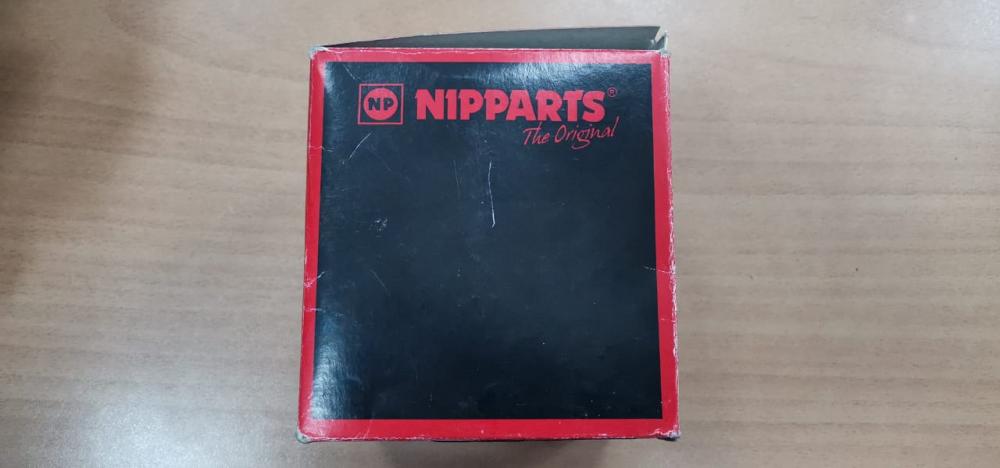 NP NIPPARTS®
The Original